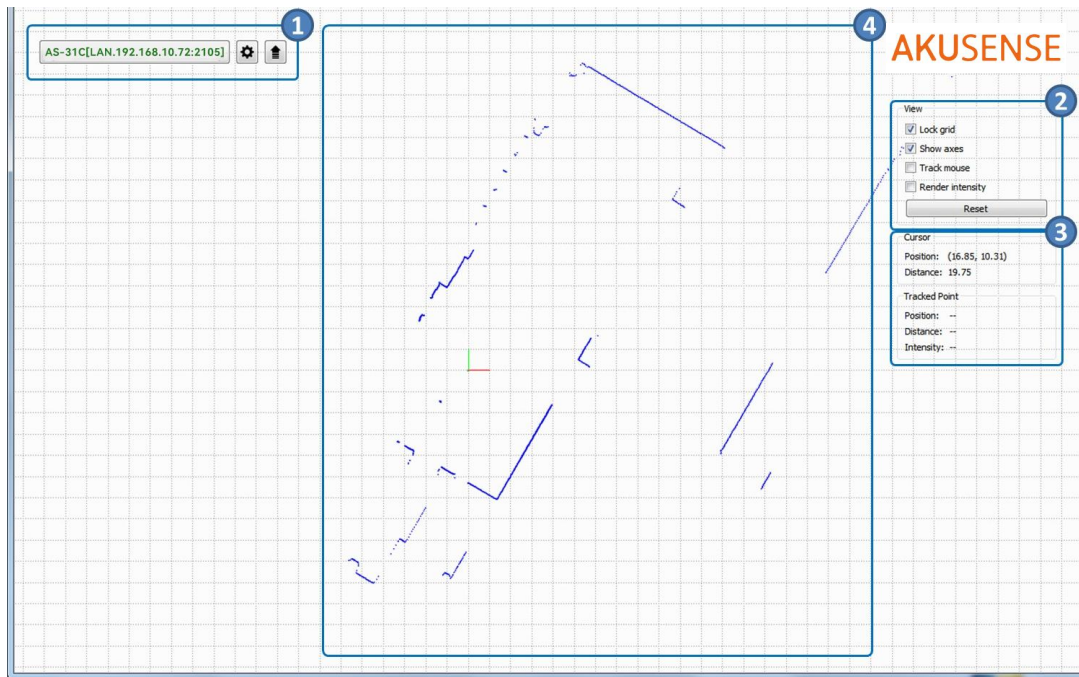 1
AS-31C[LAN.192.168.10.72:2105]
4
AKUSENSE
2
View
Lock grid
Show axes
Track mouse
Render intensity
Reset
3
Cursor
Position: (16.85, 10.31)
Distance: 19.75
Tracked Point
Position: --
Distance: --
Intensity: --